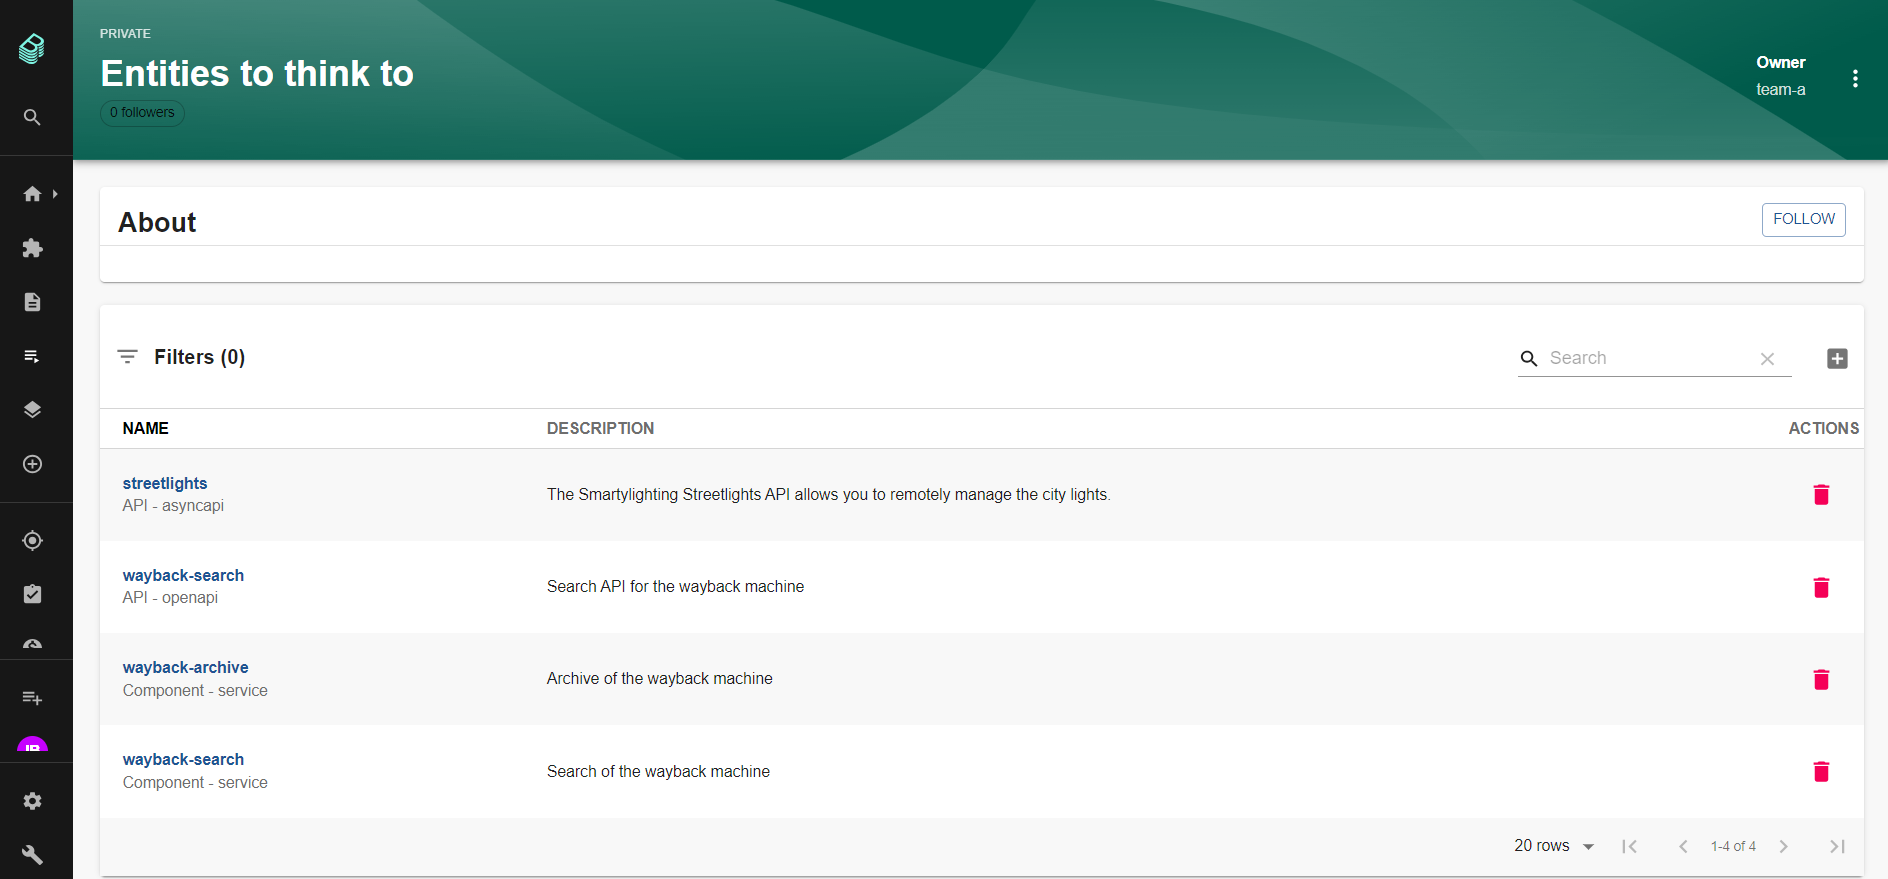 PRIVATE
Entities to think to
0 followers
Owner
team-a
About
FOLLOW
Filters (0)
Search
NAME DESCRIPTION ACTIONS
streetlights
API - asyncapi
The Smartylighting Streetlights API allows you to remotely manage the city lights.
wayback-search
API - openapi
Search API for the wayback machine
wayback-archive
Component - service
Archive of the wayback machine
wayback-search
Component - service
Search of the wayback machine
20 rows 1-4 of 4